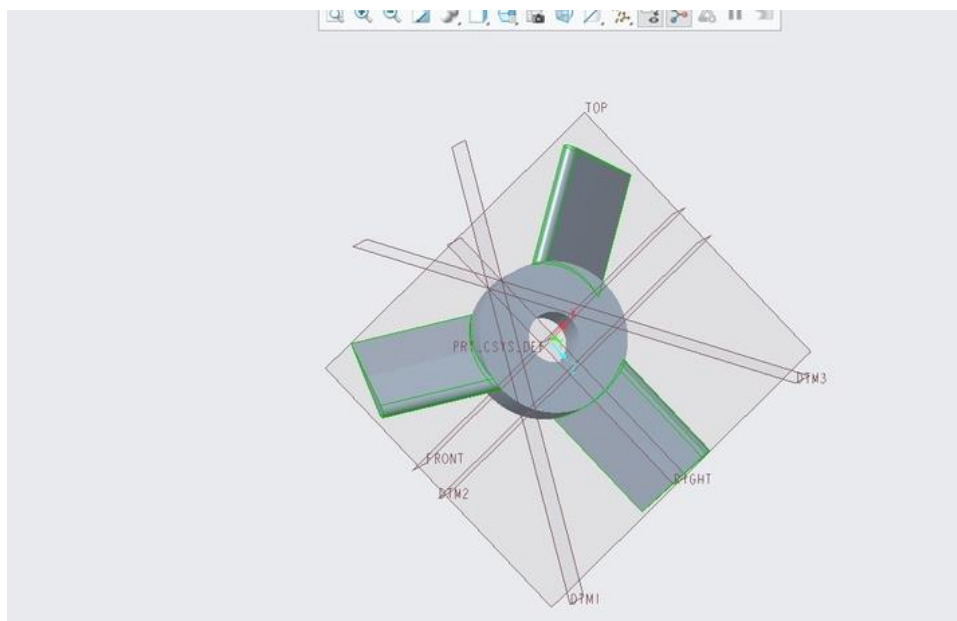 TOP
PRT_CSYS_DEF
DTM3
FRONT
RIGHT
DTM2
DTM1